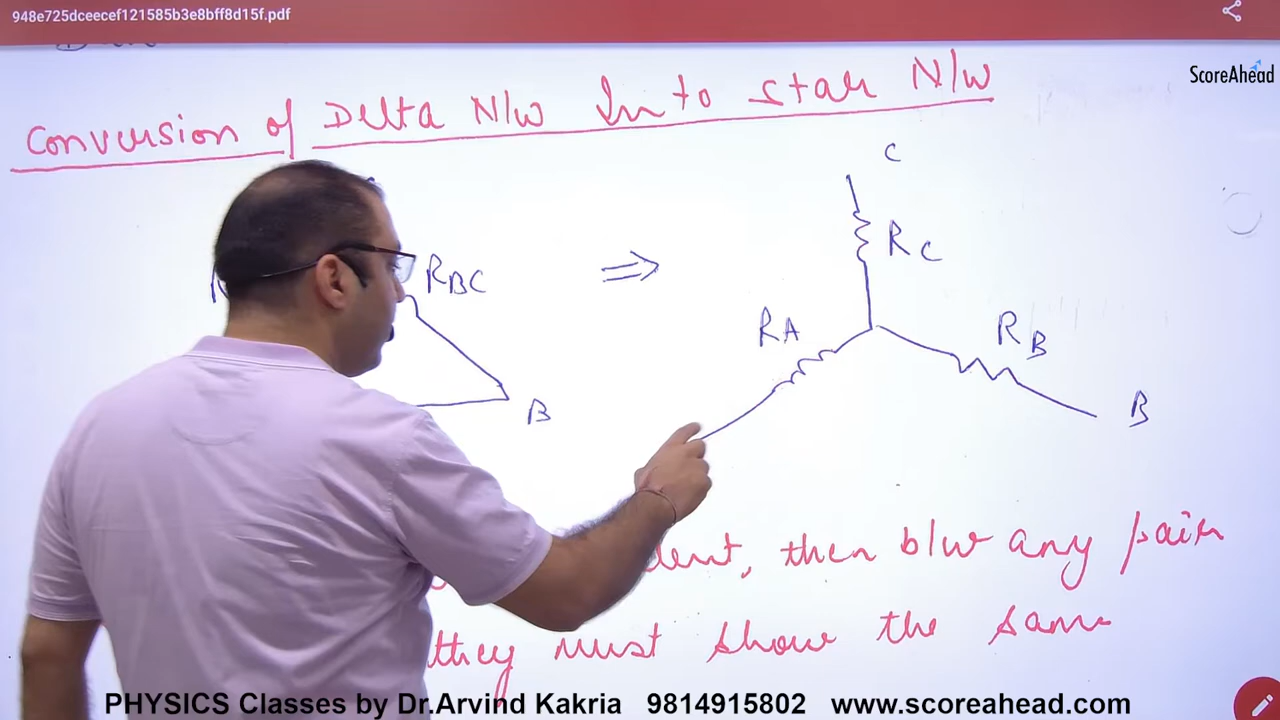 948e725dceecef121585b3e8bff8d15f.pdf
ScoreAhead
Conversion of Delta N/w Into star N/w
C
RC
RBC
RA
RB
B
B
then b/w any pair
they must show the same
PHYSICS Classes by Dr.Arvind Kakria 9814915802 www.scoreahead.com